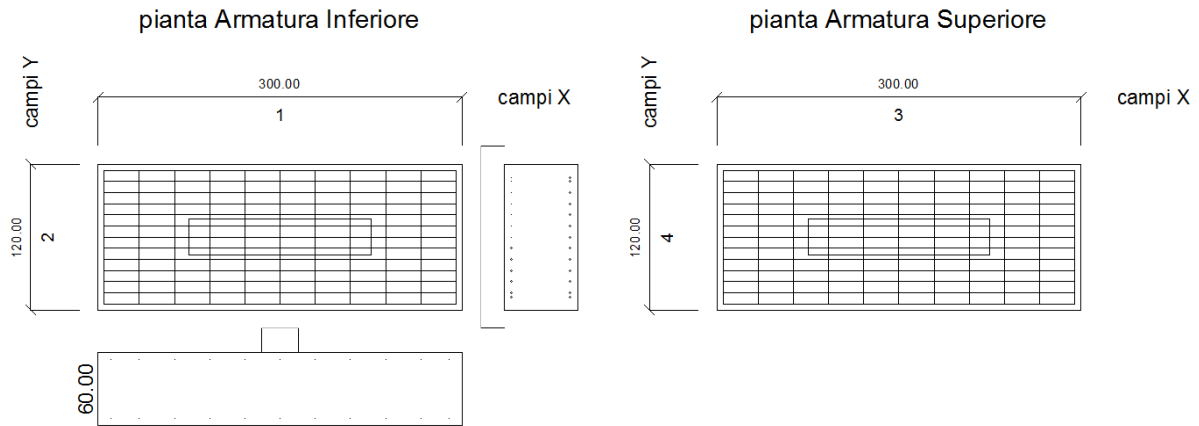 pianta Armatura Inferiore
pianta Armatura Superiore
campi Y
300.00
campi X
1
120.00
2
60.00
campi Y
300.00
campi X
3
120.00
4